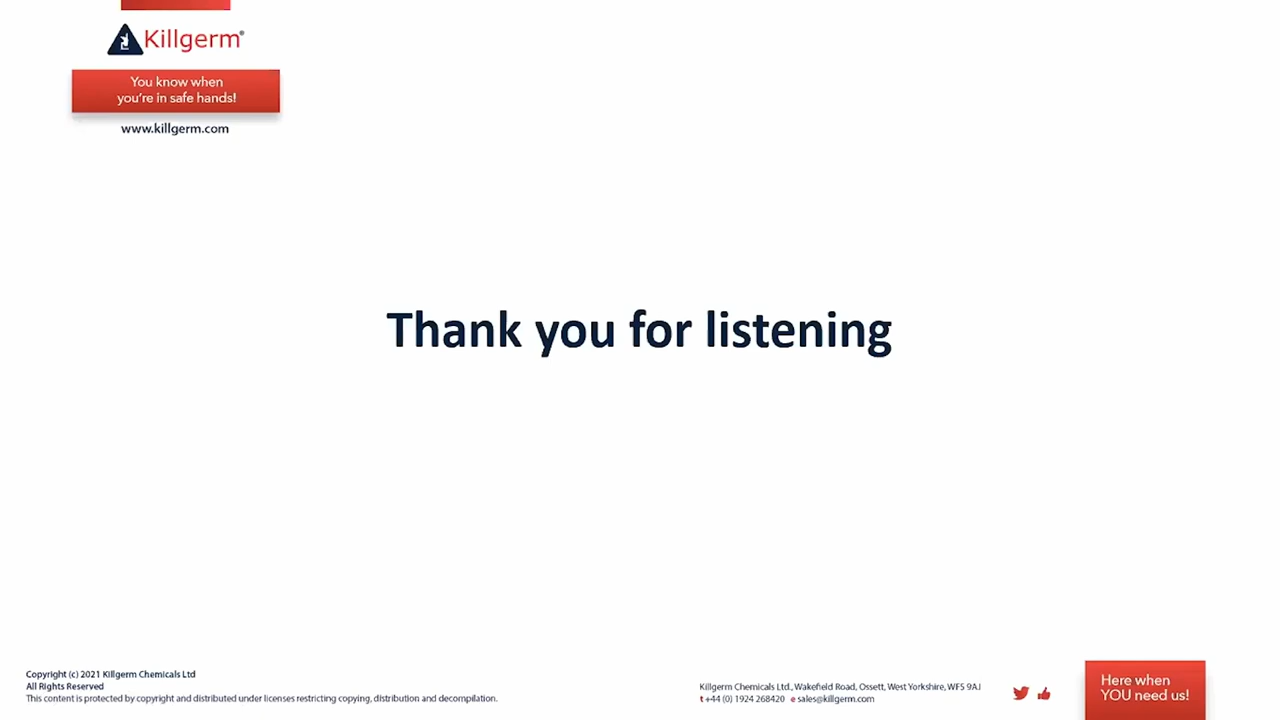 Killgerm®
You know when
you're in safe hands!
www.killgerm.com
Thank you for listening
Copyright (c) 2021 Killgerm Chemicals Ltd
All Rights Reserved
This content is protected by copyright and distributed under licenses restricting copying, distribution and decompilation.
Killgerm Chemicals Ltd., Wakefield Road, Ossett, West Yorkshire, WF5 9AJ
t +44 (0) 1924 268420 e sales@killgerm.com
Here when
YOU need us!